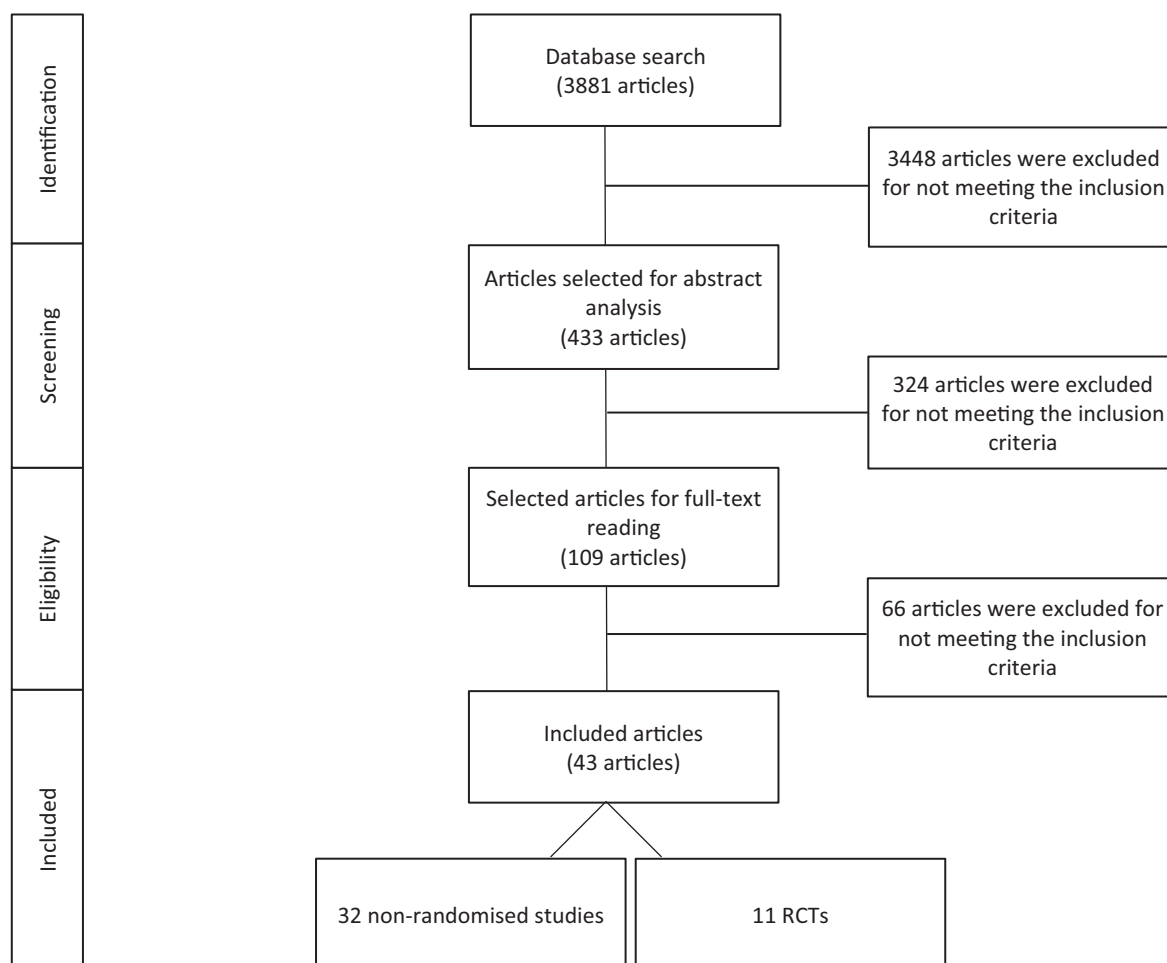 Identification
Database search
(3881 articles)
3448 articles were excluded
for not meeting the inclusion
criteria
Screening
Articles selected for abstract
analysis
(433 articles)
324 articles were excluded
for not meeting the inclusion
criteria
Eligibility
Selected articles for full-text
reading
(109 articles)
66 articles were excluded for
not meeting the inclusion
criteria
Included
Included articles
(43 articles)
32 non-randomised studies
11 RCTs